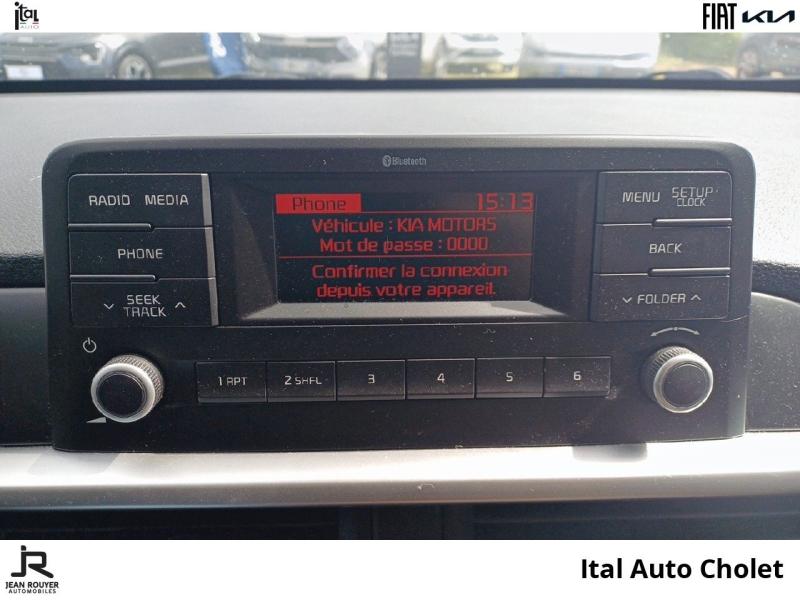 ital
AUTO
FIAT KIA
Bluetooth
RADIO MEDIA
PHONE
SEEK
TRACK
Phone 15:13
Véhicule : KIA MOTORS
Mot de passe : 0000
Confirmer la connexion
depuis votre appareil.
MENU SETUP
CLOCK
BACK
FOLDER
1 RPT 2 SHFL 3 4 5 6
JR
JEAN ROUYER
AUTOMOBILES
Ital Auto Cholet